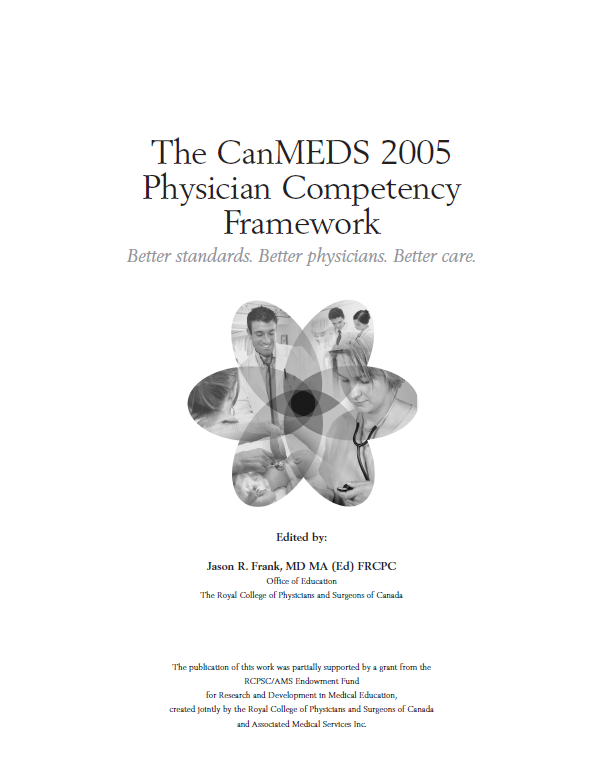 The CanMEDS 2005
Physician Competency
Framework
Better standards. Better physicians. Better care.
Edited by:
Jason R. Frank, MD MA (Ed) FRCPC
Office of Education
The Royal College of Physicians and Surgeons of Canada
The publication of this work was partially supported by a grant from the
RCPSC/AMS Endowment Fund
for Research and Development in Medical Education,
created jointly by the Royal College of Physicians and Surgeons of Canada
and Associated Medical Services Inc.